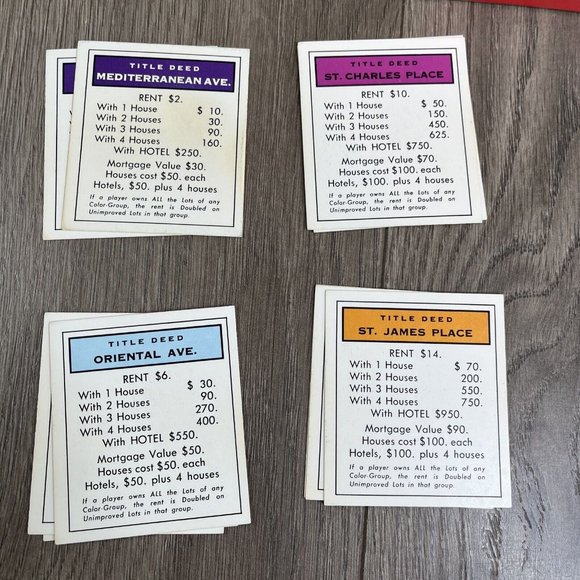 TITLE DEED
MEDITERRANEAN AVE.
RENT $2.
With 1 House $ 10.
With 2 Houses 30.
With 3 Houses 90.
With 4 Houses 160.
With HOTEL $250.
Mortgage Value $30.
Houses cost $50. each
Hotels, $50. plus 4 houses
If a player owns ALL the Lots of any
Color-Group, the rent is Doubled on
Unimproved Lots in that group.
TITLE DEED
ST. CHARLES PLACE
RENT $10.
With 1 House $ 50.
With 2 Houses 150.
With 3 Houses 450.
With 4 Houses 625.
With HOTEL $750.
Mortgage Value $70.
Houses cost $100. each
Hotels, $100. plus 4 houses
If a player owns ALL the Lots of any
Color-Group, the rent is Doubled on
Unimproved Lots in that group.
TITLE DEED
ORIENTAL AVE.
RENT $6.
With 1 House $ 30.
With 2 Houses 90.
With 3 Houses 270.
With 4 Houses 400.
With HOTEL $550.
Mortgage Value $50.
Houses cost $50. each
Hotels, $50. plus 4 houses
If a player owns ALL the Lots of any
Color-Group, the rent is Doubled on
Unimproved Lots in that group.
TITLE DEED
ST. JAMES PLACE
RENT $14.
With 1 House $ 70.
With 2 Houses 200.
With 3 Houses 550.
With 4 Houses 750.
With HOTEL $950.
Mortgage Value $90.
Houses cost $100. each
Hotels, $100. plus 4 houses
If a player owns ALL the Lots of any
Color-Group, the rent is Doubled on
Unimproved Lots in that group.